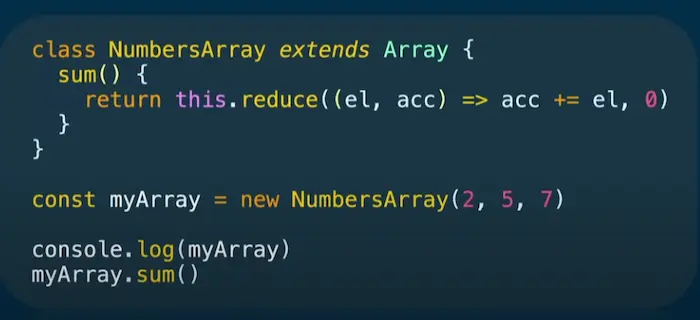 class NumbersArray extends Array {
  sum() {
    return this.reduce((el, acc) => acc += el, 0)
  }
}
const myArray = new NumbersArray(2, 5, 7)
console.log(myArray)
myArray.sum()